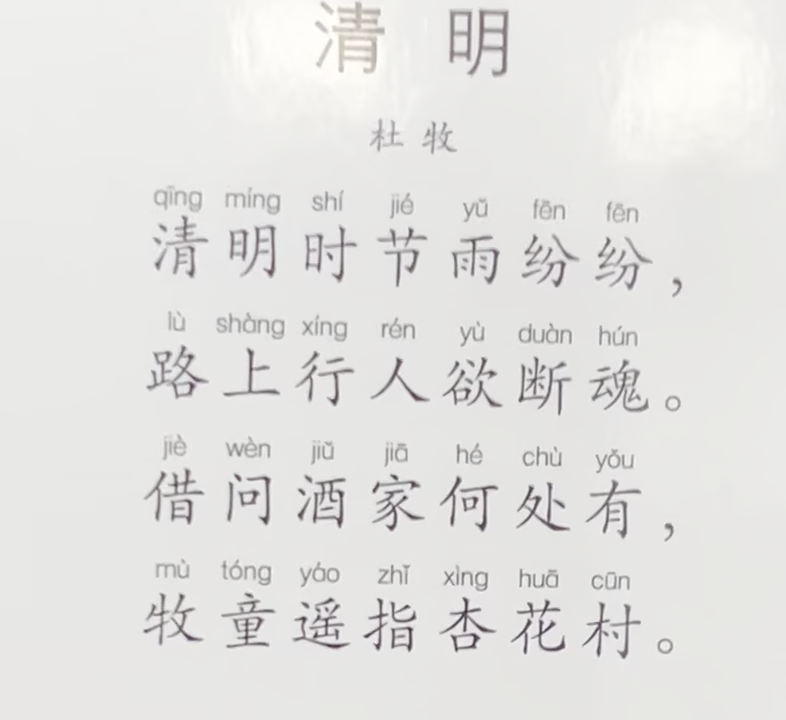 清 明
杜 牧
qīng míng shí jié yǔ fēn fēn
清明时节雨纷纷，
lù shàng xíng rén yù duàn hún
路上行人欲断魂。
jiè wèn jiǔ jiā hé chù yǒu
借问酒家何处有，
mù tóng yáo zhǐ xìng huā cūn
牧童遥指杏花村。